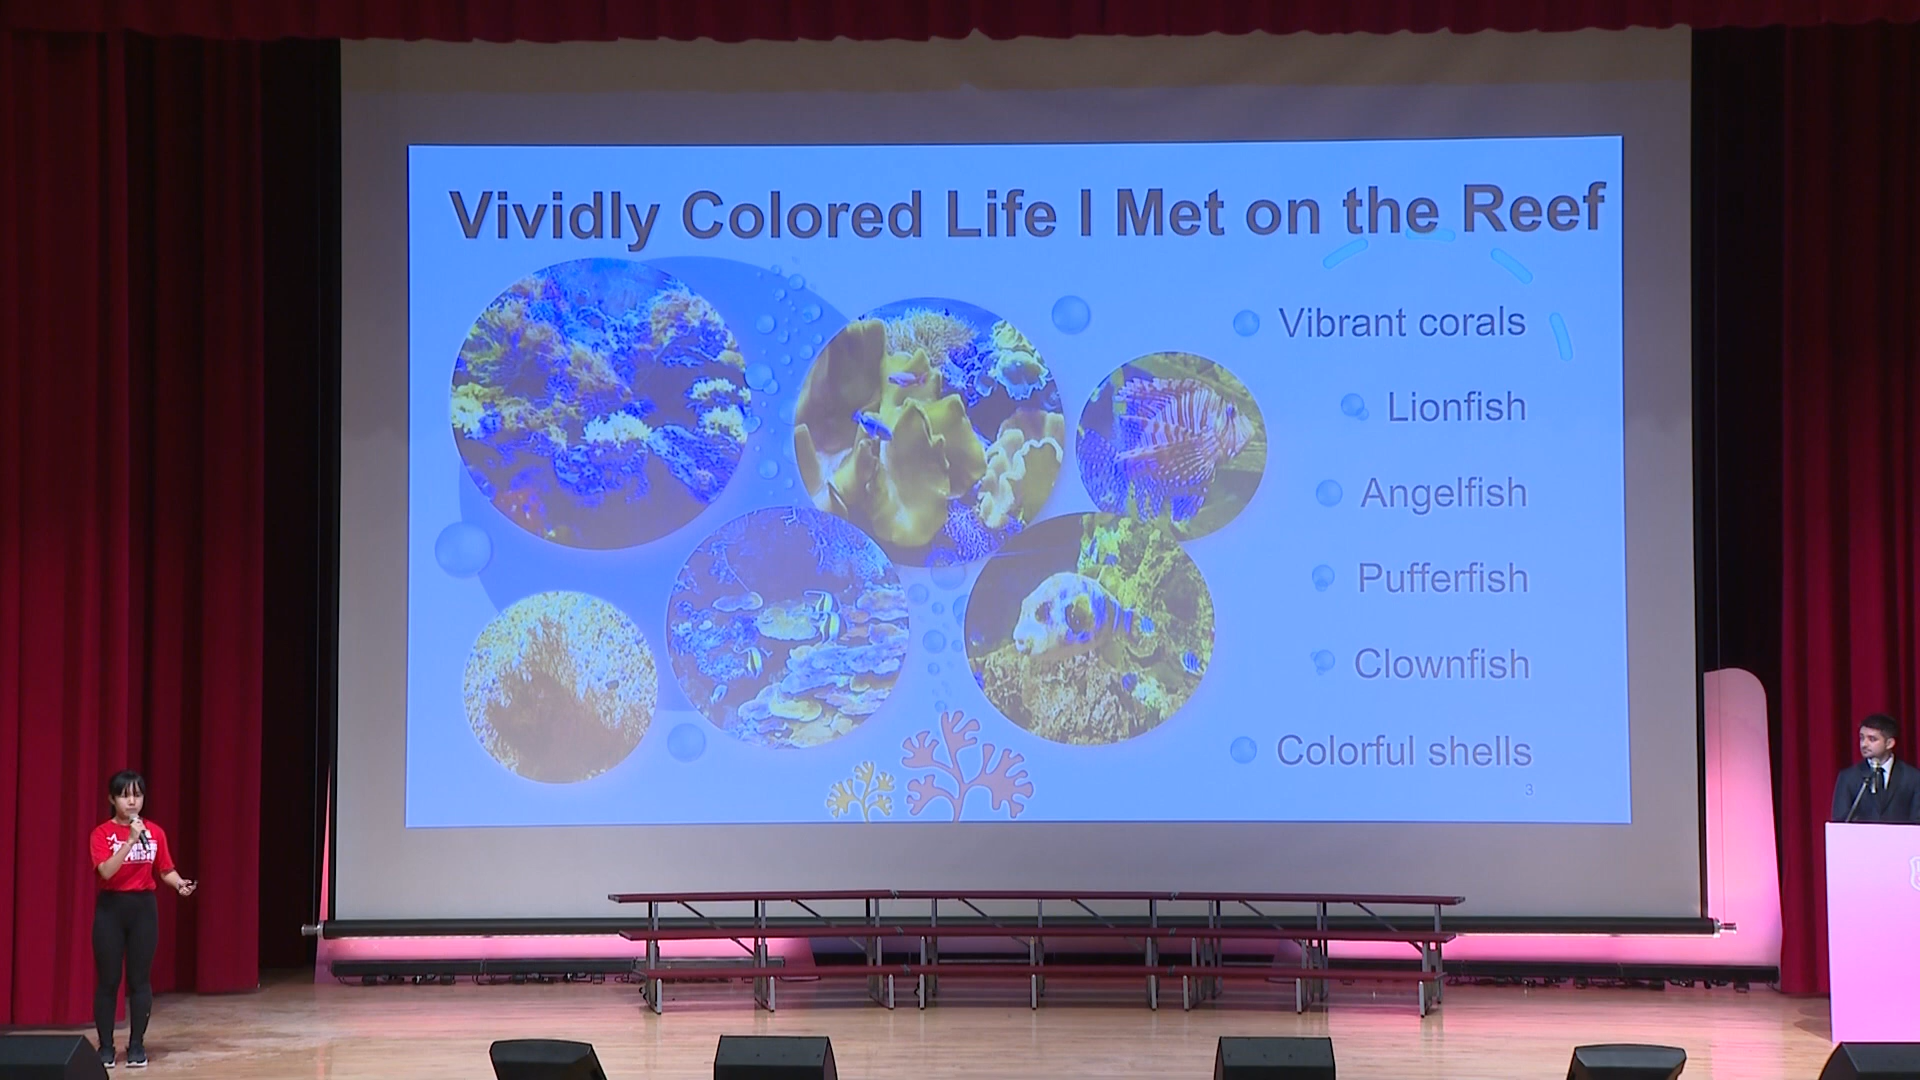 Vividly Colored Life I Met on the Reef
Vibrant corals
Lionfish
Angelfish
Pufferfish
Clownfish
Colorful shells
3